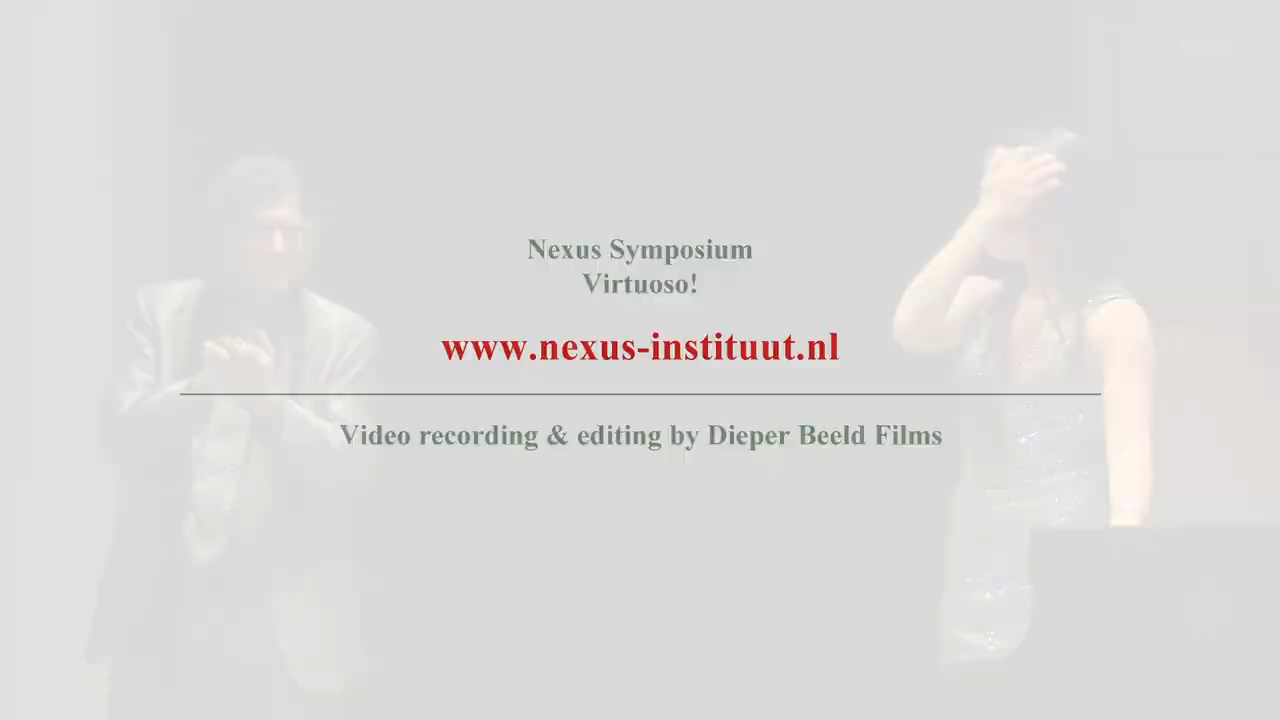 Nexus Symposium
Virtuoso!
www.nexus-instituut.nl
Video recording & editing by Dieper Beeld Films